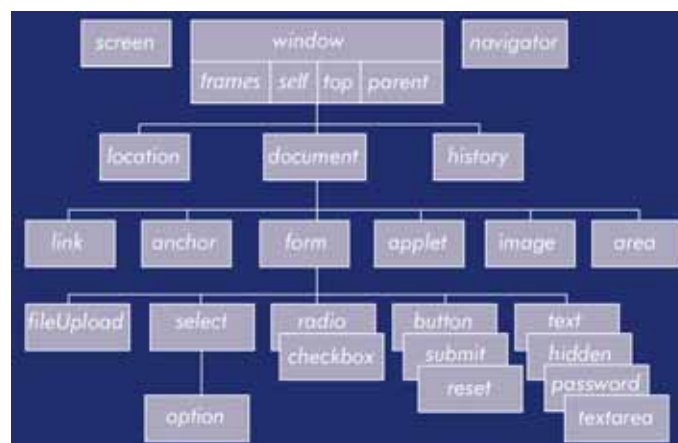 screen
window
navigator
frames self top parent
location
document
history
link
anchor
form
applet
image
area
fileUpload
select
radio
checkbox
button
submit
reset
text
hidden
password
textarea
option